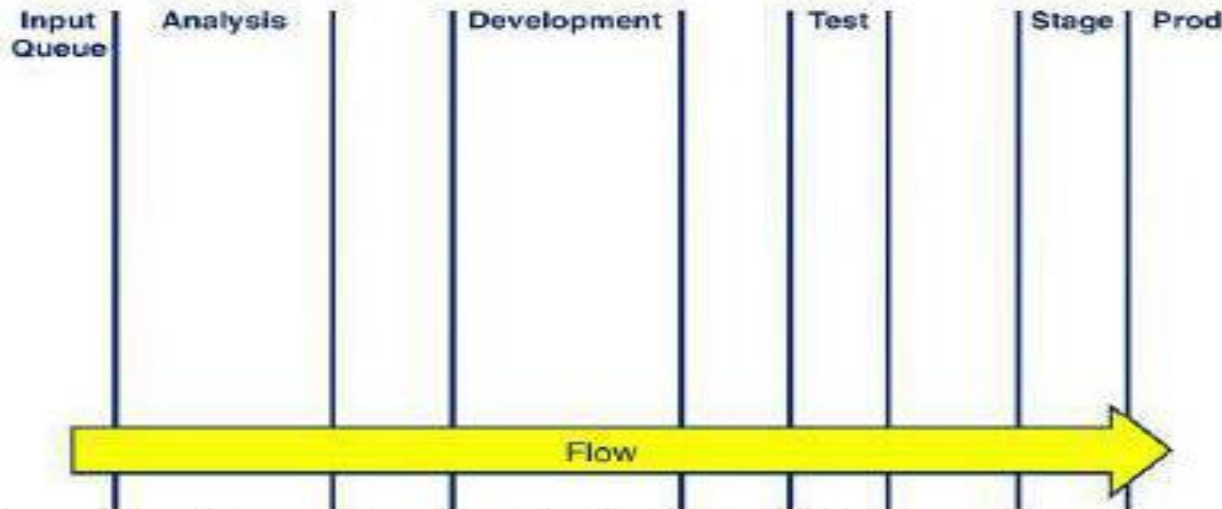 Input Queue
Analysis
Development
Test
Stage
Prod
Flow